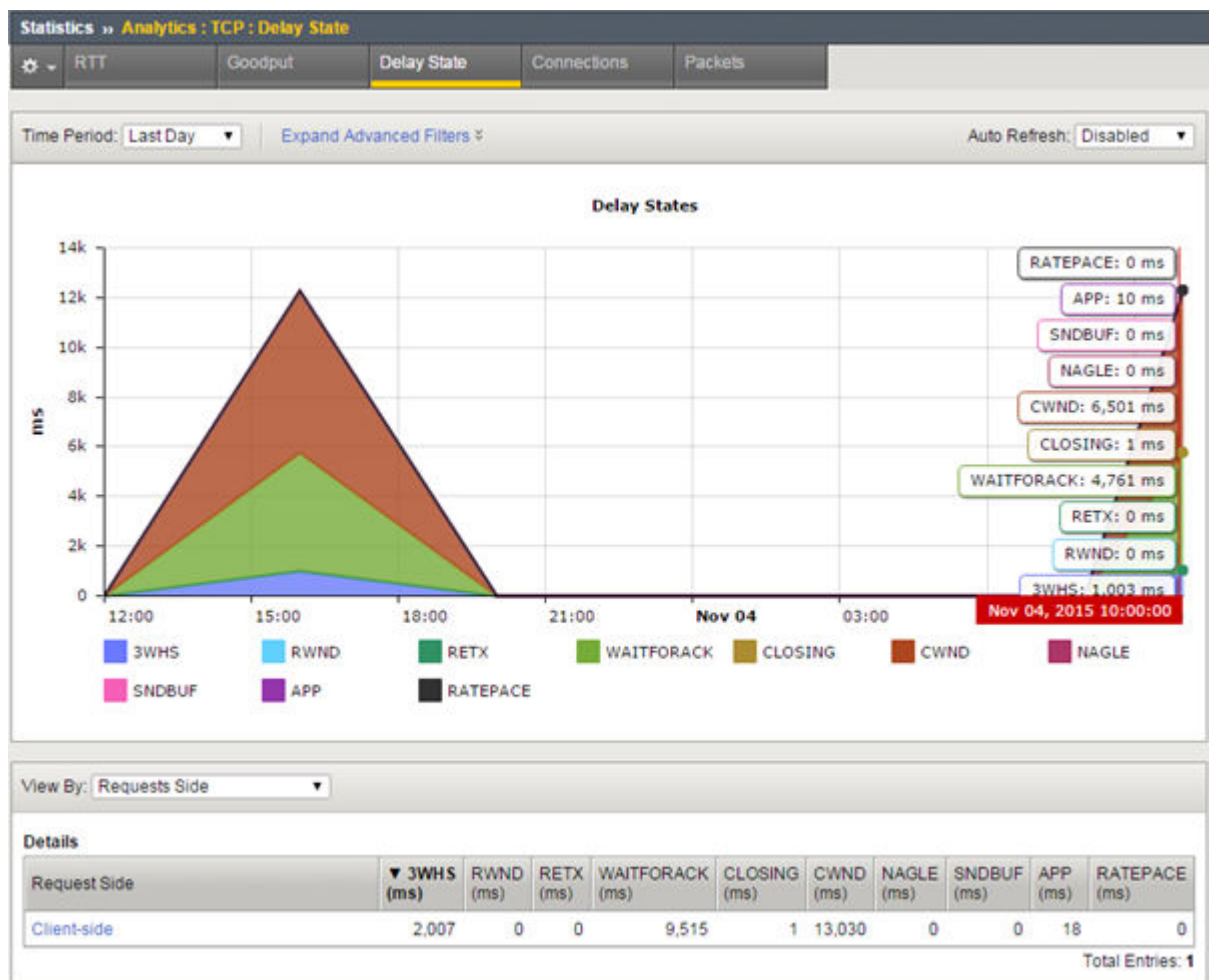 Statistics » Analytics : TCP : Delay State
RTT Goodput Delay State Connections Packets
Time Period: Last Day Expand Advanced Filters Auto Refresh: Disabled
Delay States
14k
12k
10k
8k
6k
4k
2k
0
ms
RATEPACE: 0 ms
APP: 10 ms
SNDBUF: 0 ms
NAGLE: 0 ms
CWND: 6,501 ms
CLOSING: 1 ms
WAITFORACK: 4,761 ms
RETX: 0 ms
RWND: 0 ms
3WHS: 1,003 ms
12:00 15:00 18:00 21:00 Nov 04 03:00 Nov 04, 2015 10:00:00
3WHS RWND RETX WAITFORACK CLOSING CWND NAGLE
SNDBUF APP RATEPACE
View By: Requests Side
Details
Request Side ▼ 3WHS (ms) RWND (ms) RETX (ms) WAITFORACK (ms) CLOSING (ms) CWND (ms) NAGLE (ms) SNDBUF (ms) APP (ms) RATEPACE (ms)
Client-side 2,007 0 0 9,515 1 13,030 0 0 18 0
Total Entries: 1